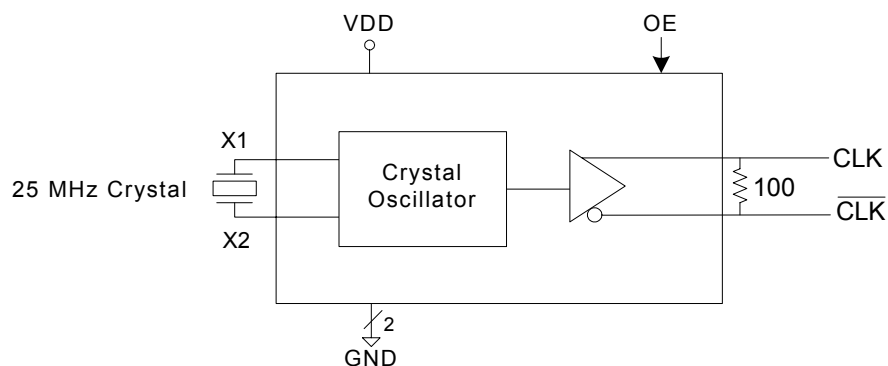 VDD
OE
X1
25 MHz Crystal
X2
Crystal
Oscillator
CLK
100
CLK
2
GND